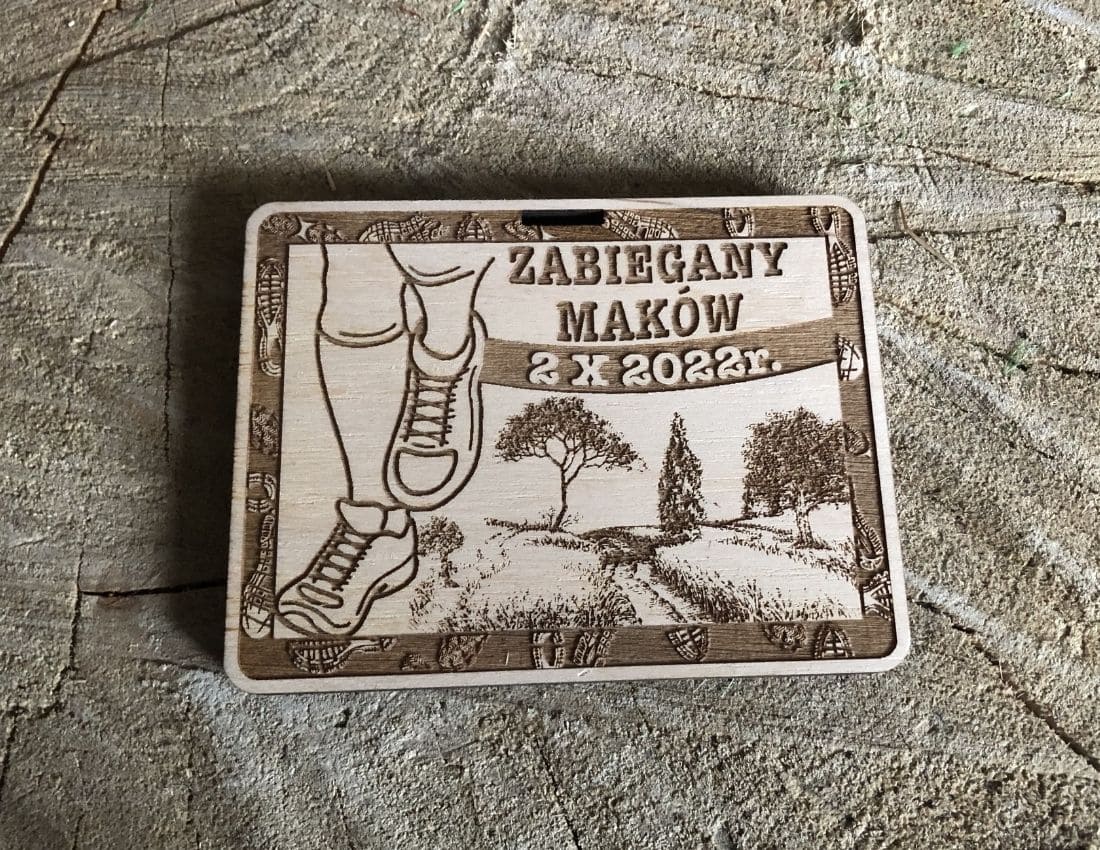 ZABIEGANY
MAKÓW
2 X 2022r.